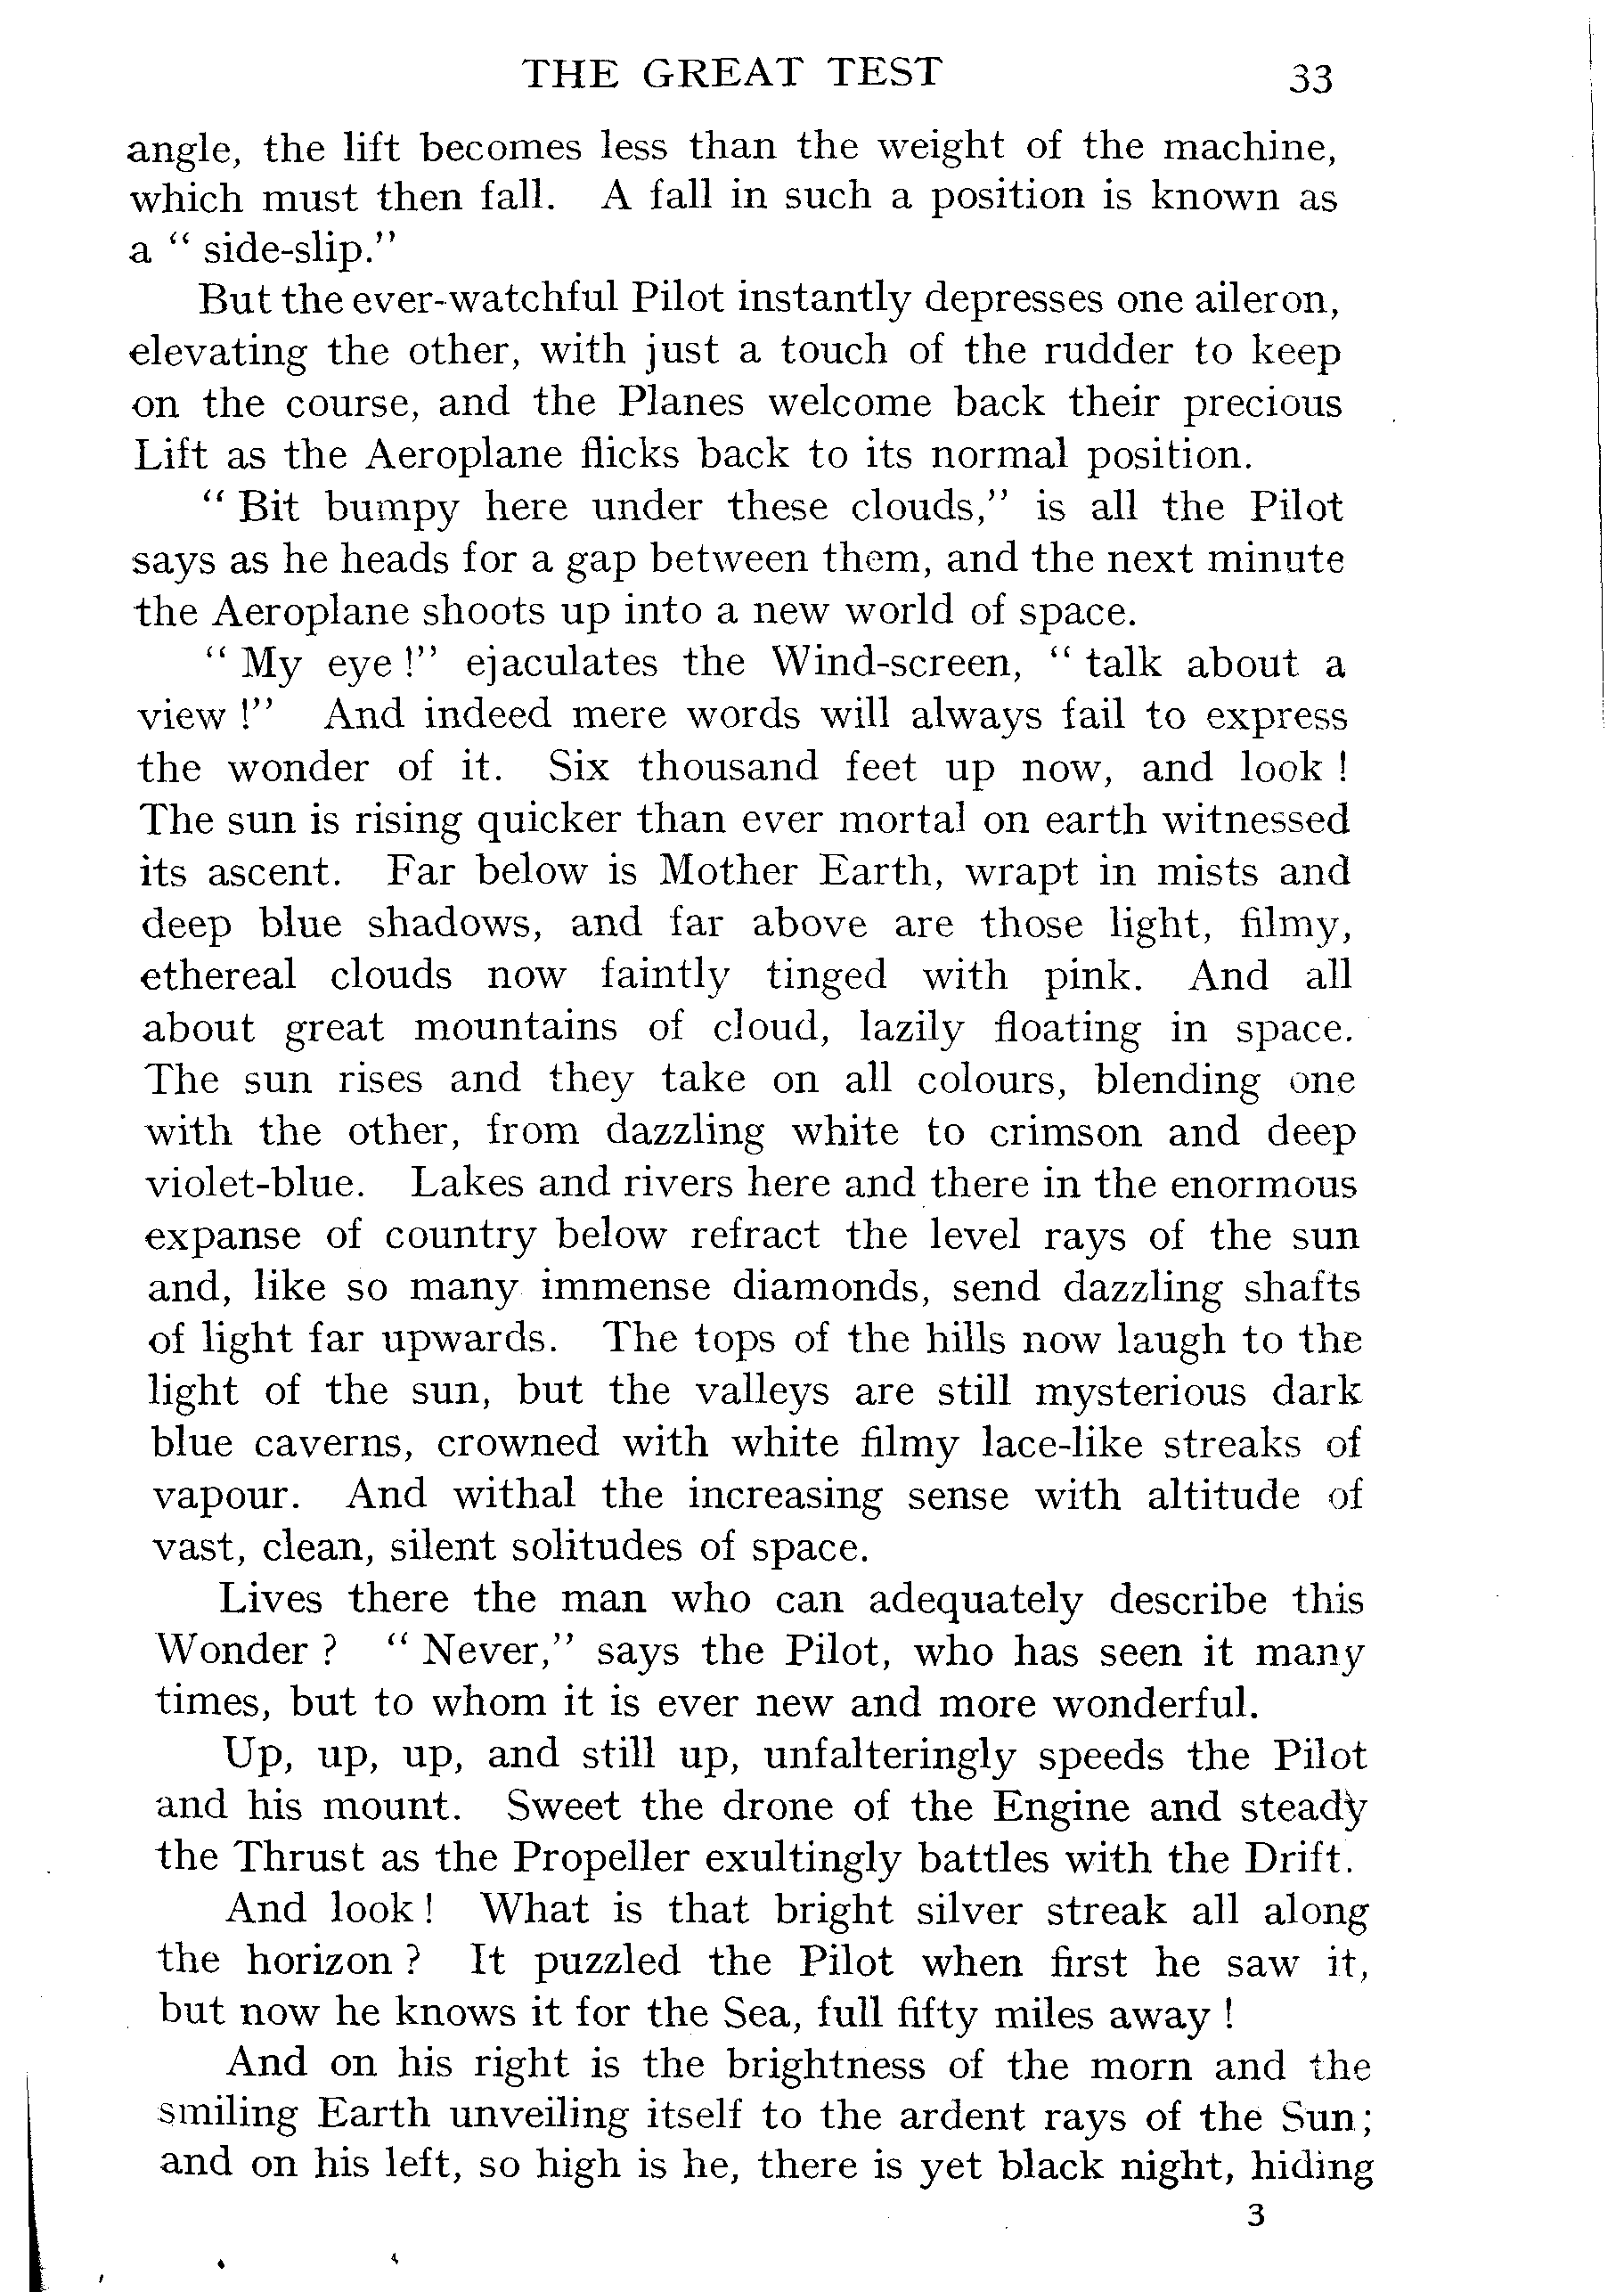 THE GREAT TEST 33
angle, the lift becomes less than the weight of the machine,
which must then fall. A fall in such a position is known as
a “ side-slip.”
But the ever-watchful Pilot instantly depresses one aileron,
elevating the other, with just a touch of the rudder to keep
on the course, and the Planes welcome back their precious
Lift as the Aeroplane flicks back to its normal position.
“ Bit bumpy here under these clouds,” is all the Pilot
says as he heads for a gap between them, and the next minute
the Aeroplane shoots up into a new world of space.
“ My eye !” ejaculates the Wind-screen, “ talk about a
view !” And indeed mere words will always fail to express
the wonder of it. Six thousand feet up now, and look !
The sun is rising quicker than ever mortal on earth witnessed
its ascent. Far below is Mother Earth, wrapt in mists and
deep blue shadows, and far above are those light, filmy,
ethereal clouds now faintly tinged with pink. And all
about great mountains of cloud, lazily floating in space.
The sun rises and they take on all colours, blending one
with the other, from dazzling white to crimson and deep
violet-blue. Lakes and rivers here and there in the enormous
expanse of country below refract the level rays of the sun
and, like so many immense diamonds, send dazzling shafts
of light far upwards. The tops of the hills now laugh to the
light of the sun, but the valleys are still mysterious dark
blue caverns, crowned with white filmy lace-like streaks of
vapour. And withal the increasing sense with altitude of
vast, clean, silent solitudes of space.
Lives there the man who can adequately describe this
Wonder ? “ Never,” says the Pilot, who has seen it many
times, but to whom it is ever new and more wonderful.
Up, up, up, and still up, unfalteringly speeds the Pilot
and his mount. Sweet the drone of the Engine and steady
the Thrust as the Propeller exultingly battles with the Drift.
And look ! What is that bright silver streak all along
the horizon ? It puzzled the Pilot when first he saw it,
but now he knows it for the Sea, full fifty miles away !
And on his right is the brightness of the morn and the
smiling Earth unveiling itself to the ardent rays of the Sun;
and on his left, so high is he, there is yet black night, hiding
3